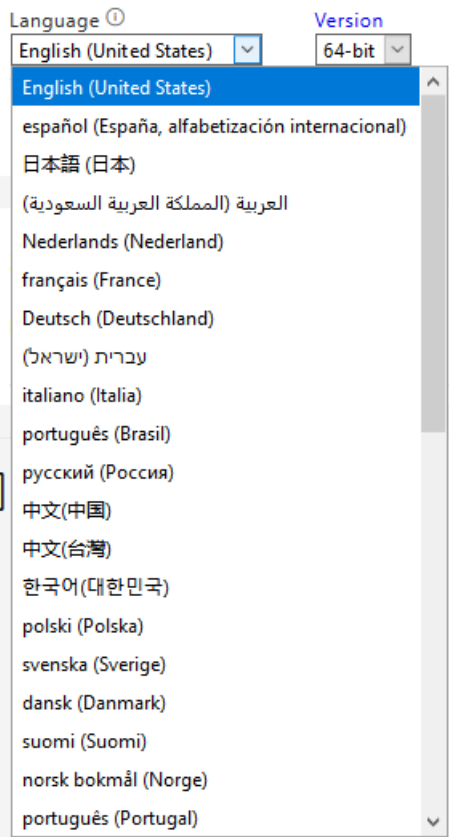 Language Version
English (United States) 64-bit
English (United States)
español (España, alfabetización internacional)
日本語 (日本)
العربية (المملكة العربية السعودية)
Nederlands (Nederland)
français (France)
Deutsch (Deutschland)
עברית (ישראל)
italiano (Italia)
português (Brasil)
русский (Россия)
中文(中国)
中文(台灣)
한국어(대한민국)
polski (Polska)
svenska (Sverige)
dansk (Danmark)
suomi (Suomi)
norsk bokmål (Norge)
português (Portugal)